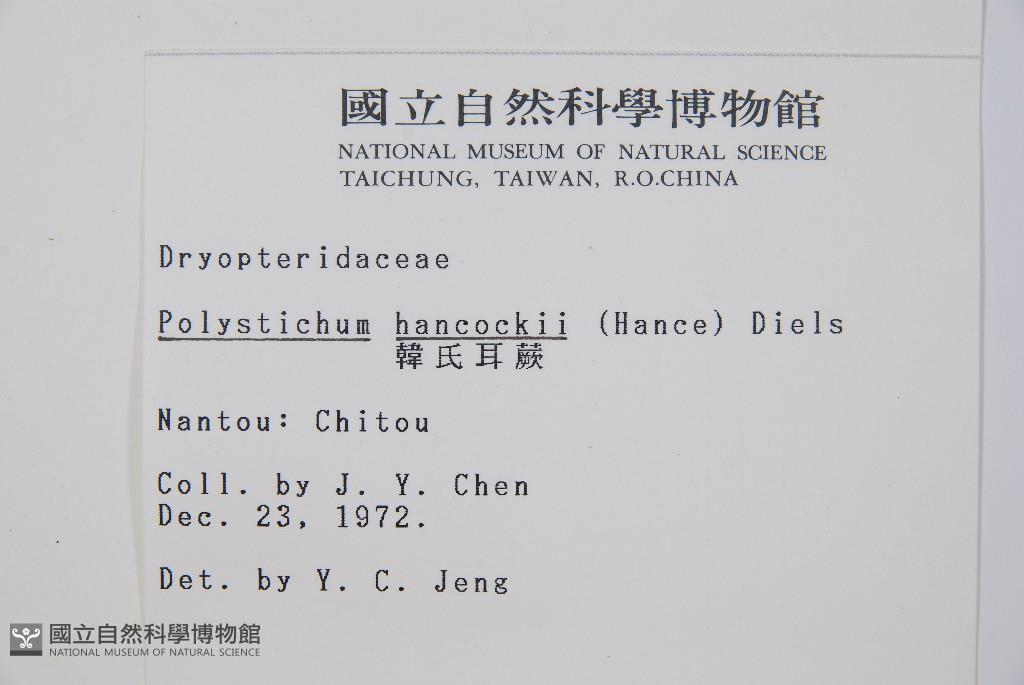 國立自然科學博物館
NATIONAL MUSEUM OF NATURAL SCIENCE
TAICHUNG, TAIWAN, R.O.CHINA
Dryopteridaceae
Polystichum hancockii (Hance) Diels
韓氏耳蕨
Nantou: Chitou
Coll. by J. Y. Chen
Dec. 23, 1972.
Det. by Y. C. Jeng
國立自然科學博物館
NATIONAL MUSEUM OF NATURAL SCIENCE